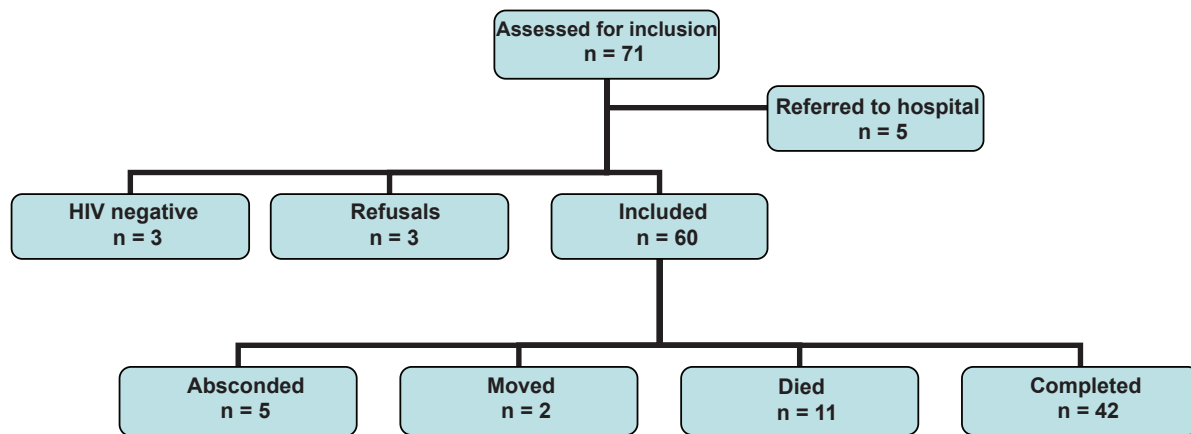 Assessed for inclusion
n = 71
Referred to hospital
n = 5
HIV negative
n = 3
Refusals
n = 3
Included
n = 60
Absconded
n = 5
Moved
n = 2
Died
n = 11
Completed
n = 42